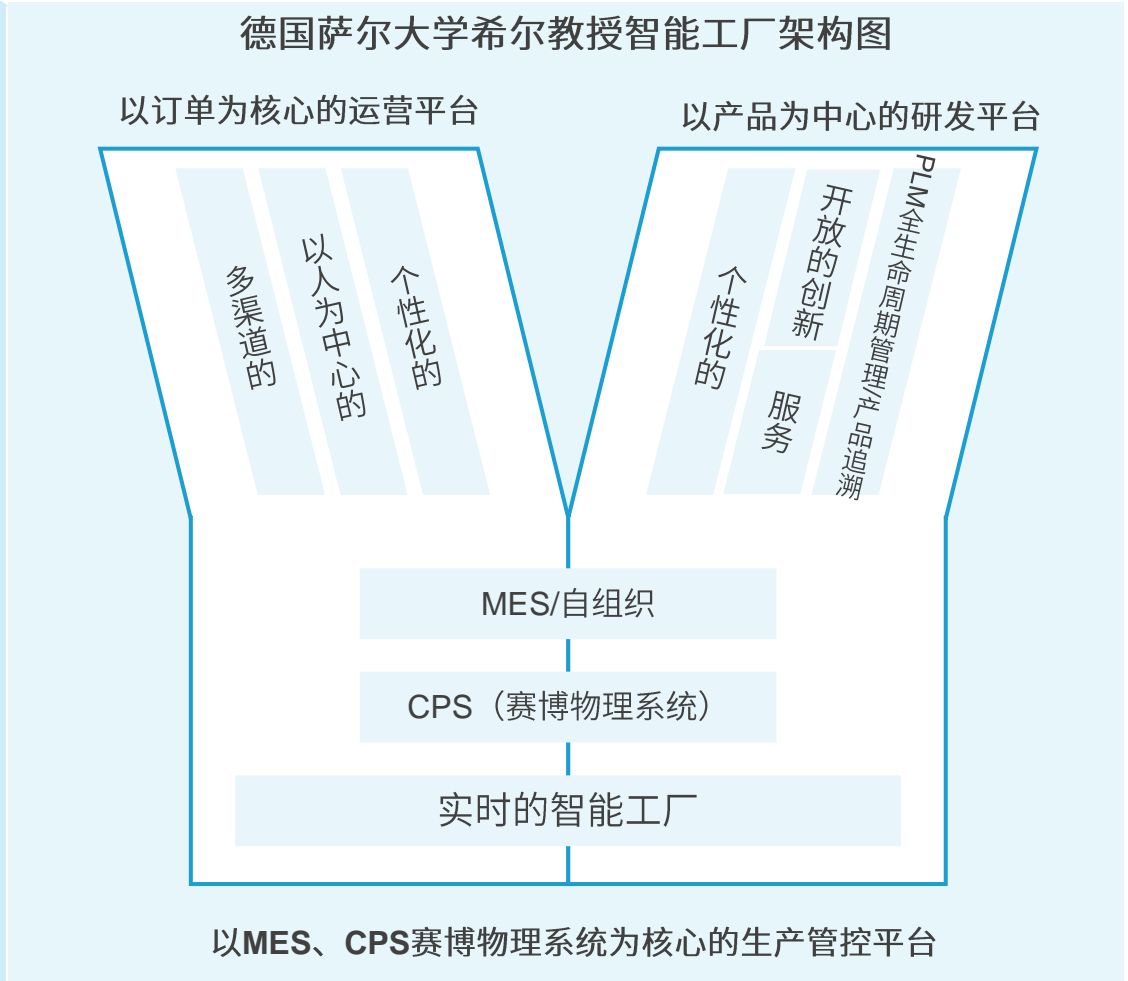 德国萨尔大学希尔教授智能工厂架构图
以订单为核心的运营平台
以产品为中心的研发平台
多渠道的
以人为中心的
个性化的
个性化的
开放的创新
服务
PLM全生命周期管理/产品追溯
MES/自组织
CPS（赛博物理系统）
实时的智能工厂
以MES、CPS赛博物理系统为核心的生产管控平台